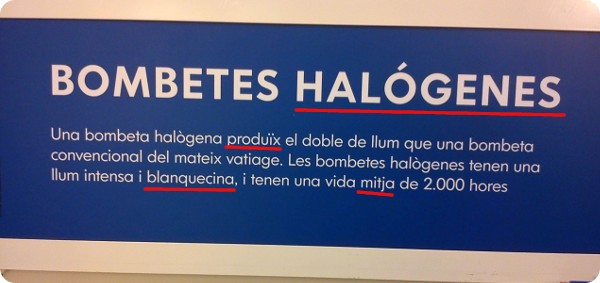 BOMBETES HALÓGENES
Una bombeta halògena produïx el doble de llum que una bombeta
convencional del mateix vatiage. Les bombetes halògenes tenen una
llum intensa i blanquecina, i tenen una vida mitja de 2.000 hores